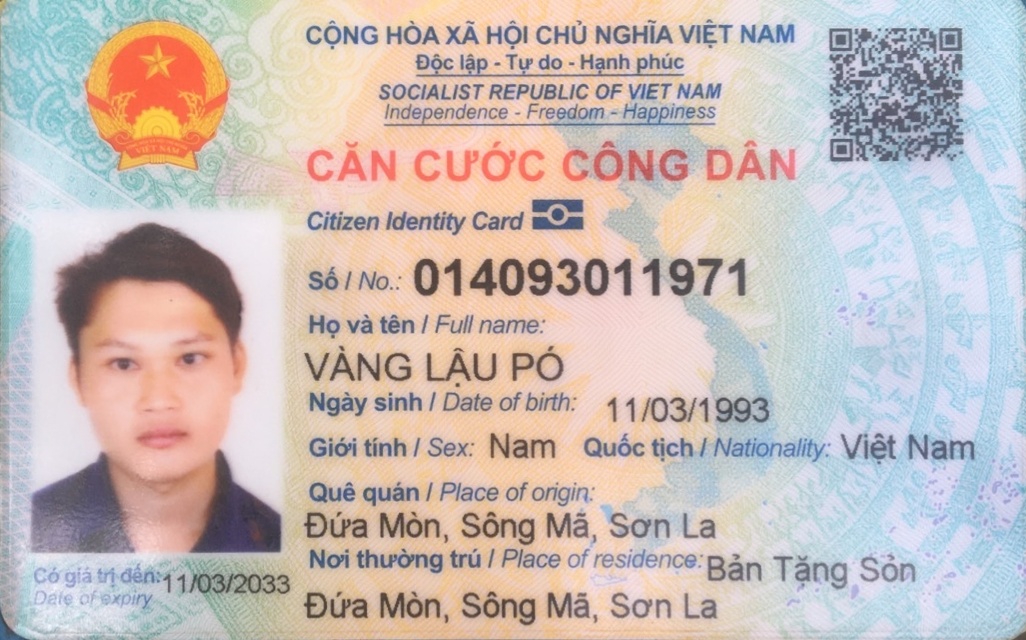 CỘNG HÒA XÃ HỘI CHỦ NGHĨA VIỆT NAM
Độc lập - Tự do - Hạnh phúc
SOCIALIST REPUBLIC OF VIET NAM
Independence - Freedom - Happiness
VIỆT NAM
CĂN CƯỚC CÔNG DÂN
Citizen Identity Card
Số / No.: 014093011971
Họ và tên / Full name:
VÀNG LẬU PÓ
Ngày sinh / Date of birth: 11/03/1993
Giới tính / Sex: Nam Quốc tịch / Nationality: Việt Nam
Quê quán / Place of origin:
Đứa Mòn, Sông Mã, Sơn La
Nơi thường trú / Place of residence: Bản Tặng Sỏn
Đứa Mòn, Sông Mã, Sơn La
Có giá trị đến: 11/03/2033
Date of expiry